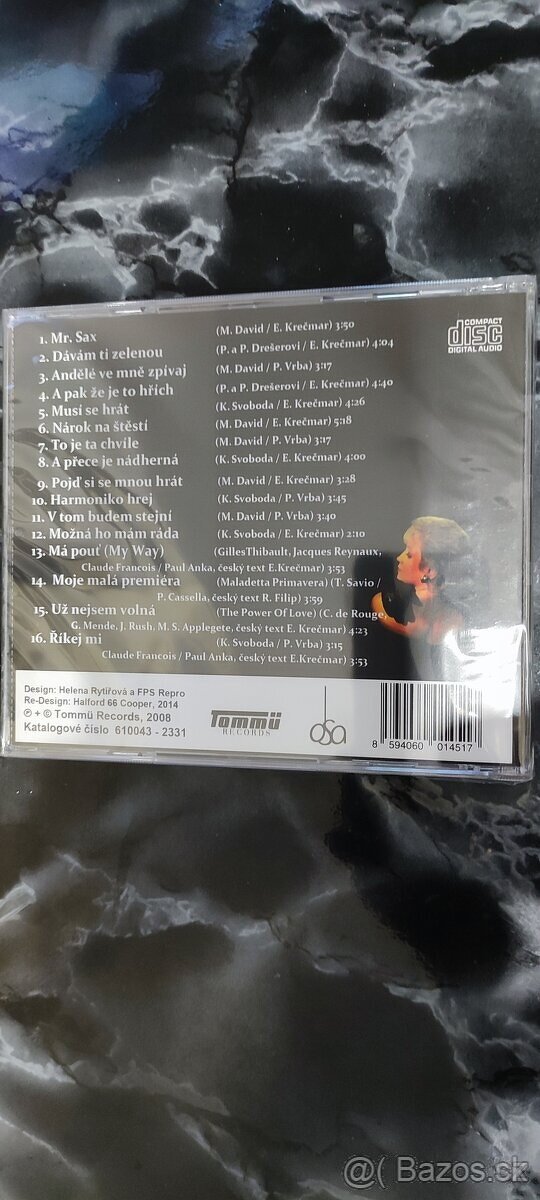 COMPACT
disc
DIGITAL AUDIO
1. Mr. Sax (M. David / E. Krečmar) 3:50
2. Dávám ti zelenou (P. a P. Drešerovi / E. Krečmar) 4:04
3. Andělé ve mně zpívaj (M. David / P. Vrba) 3:17
4. A pak že je to hřích (P. a P. Drešerovi / E. Krečmar) 4:40
5. Musí se hrát (K. Svoboda / E. Krečmar) 4:26
6. Nárok na štěstí (M. David / E. Krečmar) 5:18
7. To je ta chvíle (M. David / P. Vrba) 3:17
8. A přece je nádherná (K. Svoboda / E. Krečmar) 4:00
9. Pojď si se mnou hrát (M. David / E. Krečmar) 3:28
10. Harmoniko hrej (K. Svoboda / P. Vrba) 3:45
11. V tom budem stejní (M. David / P. Vrba) 3:40
12. Možná ho mám ráda (K. Svoboda / E. Krečmar) 2:10
13. Má pouť (My Way) (GillesThibault, Jacques Reynaux,
Claude Francois / Paul Anka, český text E.Krečmar) 3:53
14. Moje malá premiéra (Maladetta Primavera) (T. Savio /
P. Cassella, český text R. Filip) 3:59
15. Už nejsem volná (The Power Of Love) (C. de Rouge,
G. Mende, J. Rush, M. S. Applegete, český text E. Krečmar) 4:23
16. Říkej mi (K. Svoboda / P. Vrba) 3:15
Claude Francois / Paul Anka, český text E.Krečmar) 3:53
Design: Helena Rytířová a FPS Repro
Re-Design: Halford 66 Cooper, 2014
℗ + © Tommü Records, 2008
Katalogové číslo 610043 - 2331
Tommü
RECORDS
osa
8 594060 014517
@( Bazos.sk